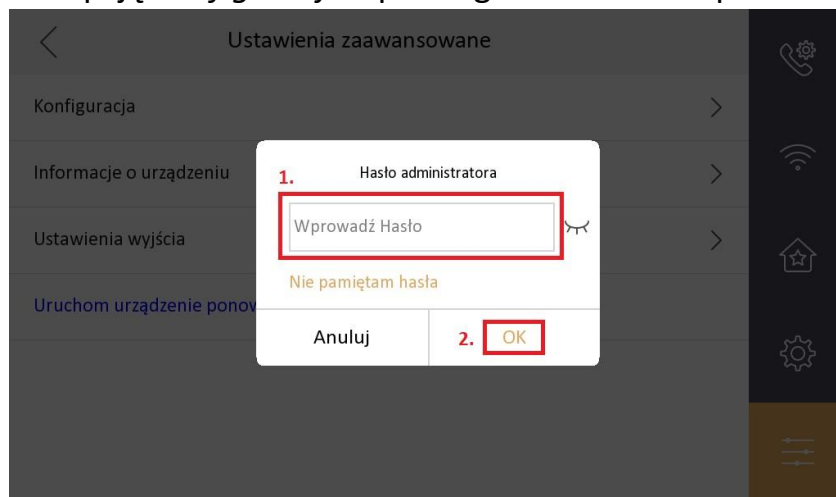 Ustawienia zaawansowane
Konfiguracja
Informacje o urządzeniu
Ustawienia wyjścia
Uruchom urządzenie ponow
1.
Hasło administratora
Wprowadź Hasło
Nie pamiętam hasła
Anuluj
2.
OK